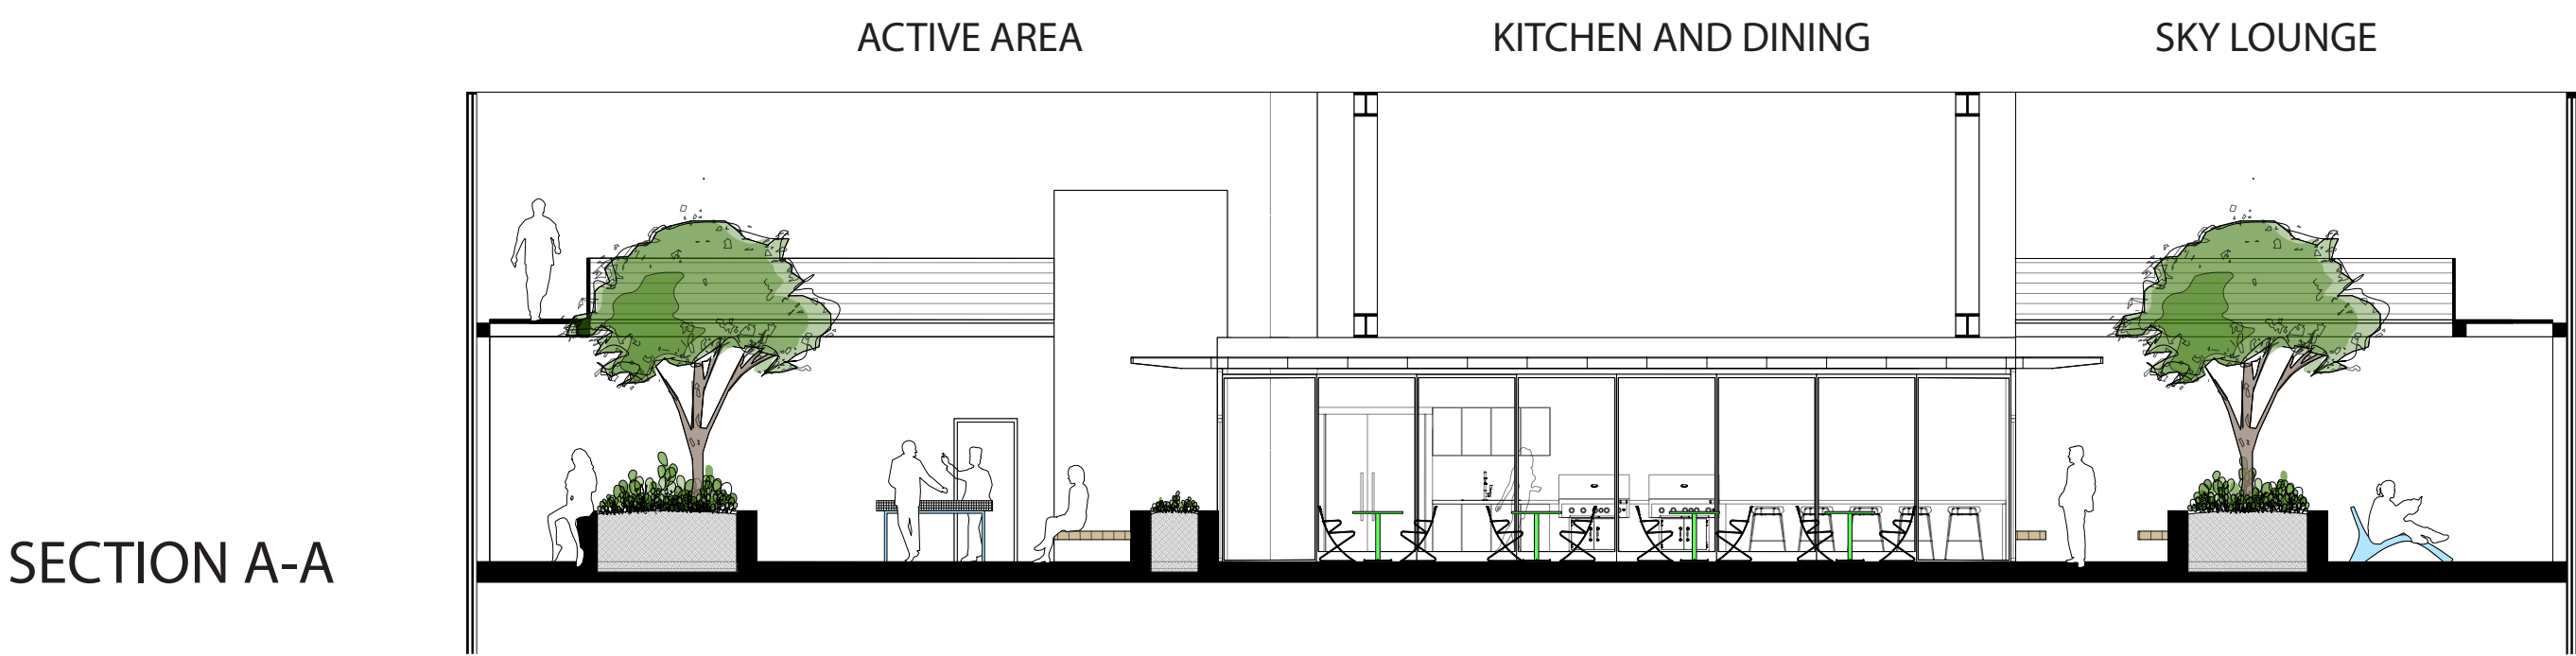 ACTIVE AREA
KITCHEN AND DINING
SKY LOUNGE
SECTION A-A